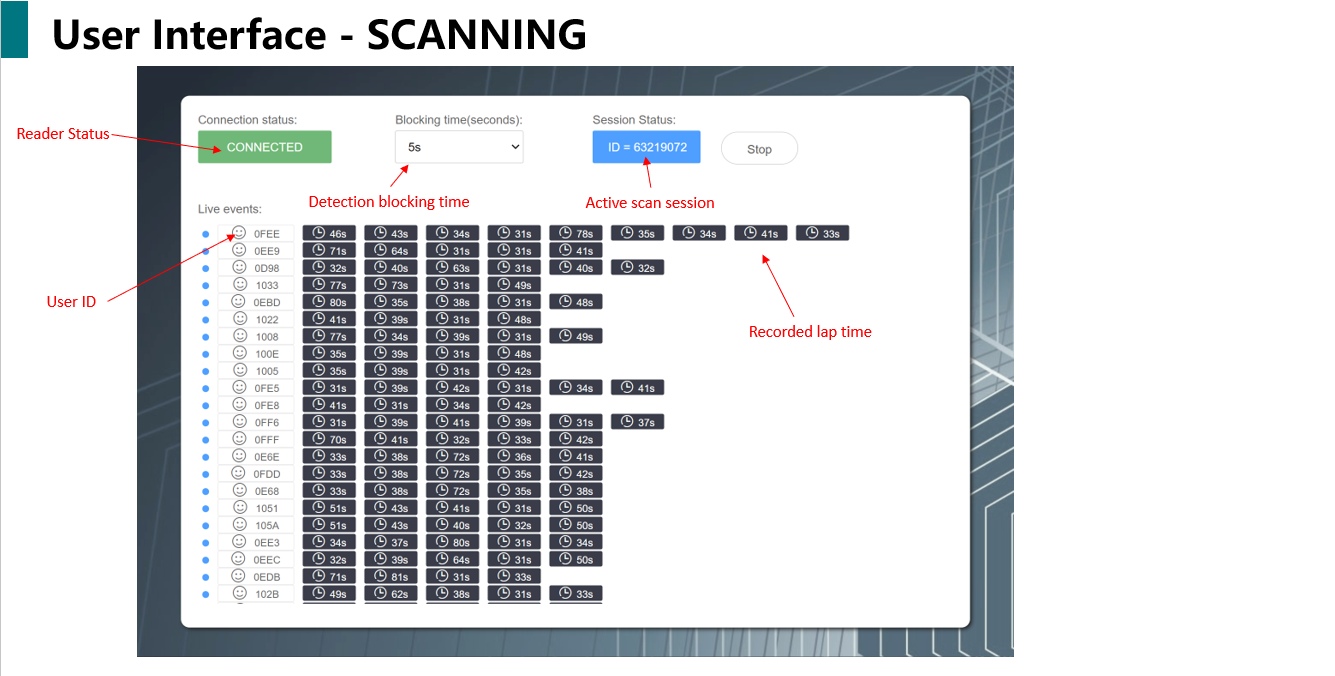 User Interface - SCANNING
Connection status:
Blocking time(seconds):
Session Status:
Reader Status
CONNECTED
5s
ID = 63219072
Stop
Detection blocking time
Active scan session
Live events:
0FEE 46s 43s 34s 31s 78s 35s 34s 41s 33s
0EE9 71s 64s 31s 31s 41s
0D98 32s 40s 63s 31s 40s 32s
1033 77s 73s 31s 49s
User ID
0EBD 80s 35s 38s 31s 48s
1022 41s 39s 31s 48s
Recorded lap time
1008 77s 34s 39s 31s 49s
100E 35s 39s 31s 48s
1005 35s 39s 31s 42s
0FE5 31s 39s 42s 31s 34s 41s
0FE8 41s 31s 34s 42s
0FF6 31s 39s 41s 39s 31s 37s
0FFF 70s 41s 32s 33s 42s
0E6E 33s 38s 72s 36s 41s
0FDD 33s 38s 72s 35s 42s
0E68 33s 38s 72s 35s 38s
1051 51s 43s 41s 31s 50s
105A 51s 43s 40s 32s 50s
0EE3 34s 37s 80s 31s 34s
0EEC 32s 39s 64s 31s 50s
0EDB 71s 81s 31s 33s
102B 49s 62s 38s 31s 33s